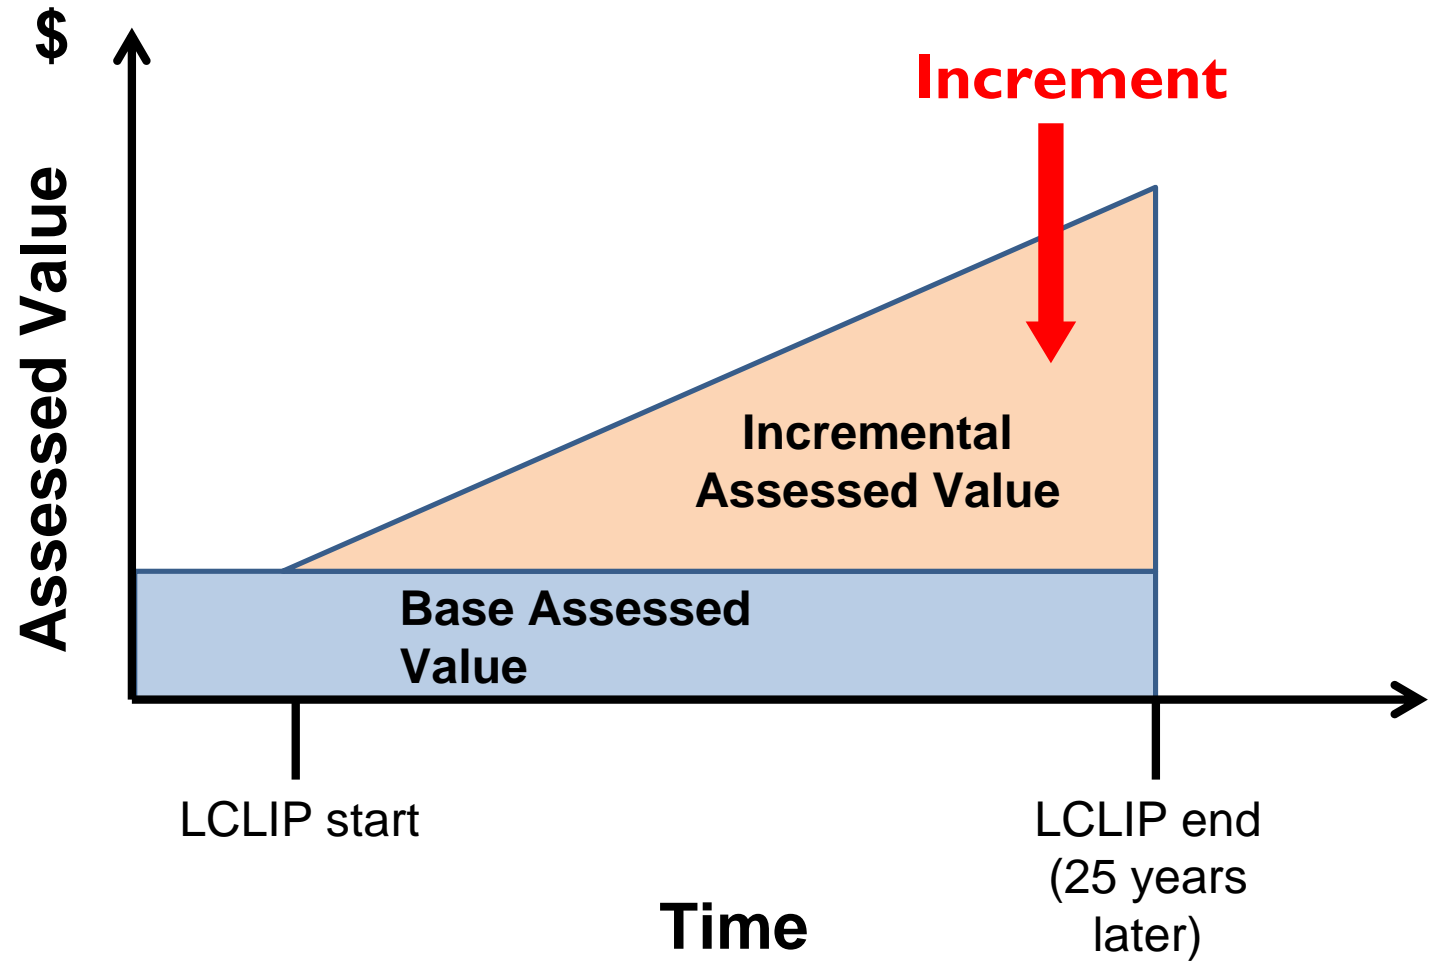 $
Increment
Assessed Value
Incremental
Assessed Value
Base Assessed
Value
LCLIP start
LCLIP end
(25 years
later)
Time